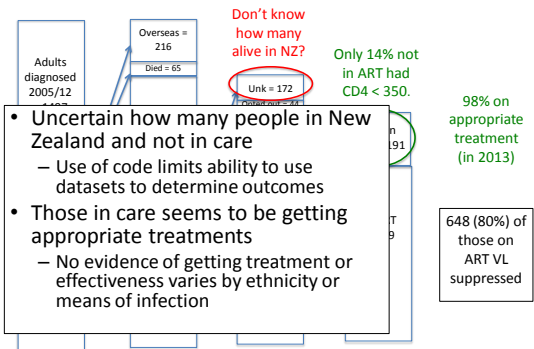 Adults
diagnosed
2005/12
Overseas =
216
Died = 65
Don't know
how many
alive in NZ?
Unk = 172
Only 14% not
in ART had
CD4 < 350.
191
98% on
appropriate
treatment
(in 2013)
648 (80%) of
those on
ART VL
suppressed
• Uncertain how many people in New
Zealand and not in care
– Use of code limits ability to use
datasets to determine outcomes
• Those in care seems to be getting
appropriate treatments
– No evidence of getting treatment or
effectiveness varies by ethnicity or
means of infection